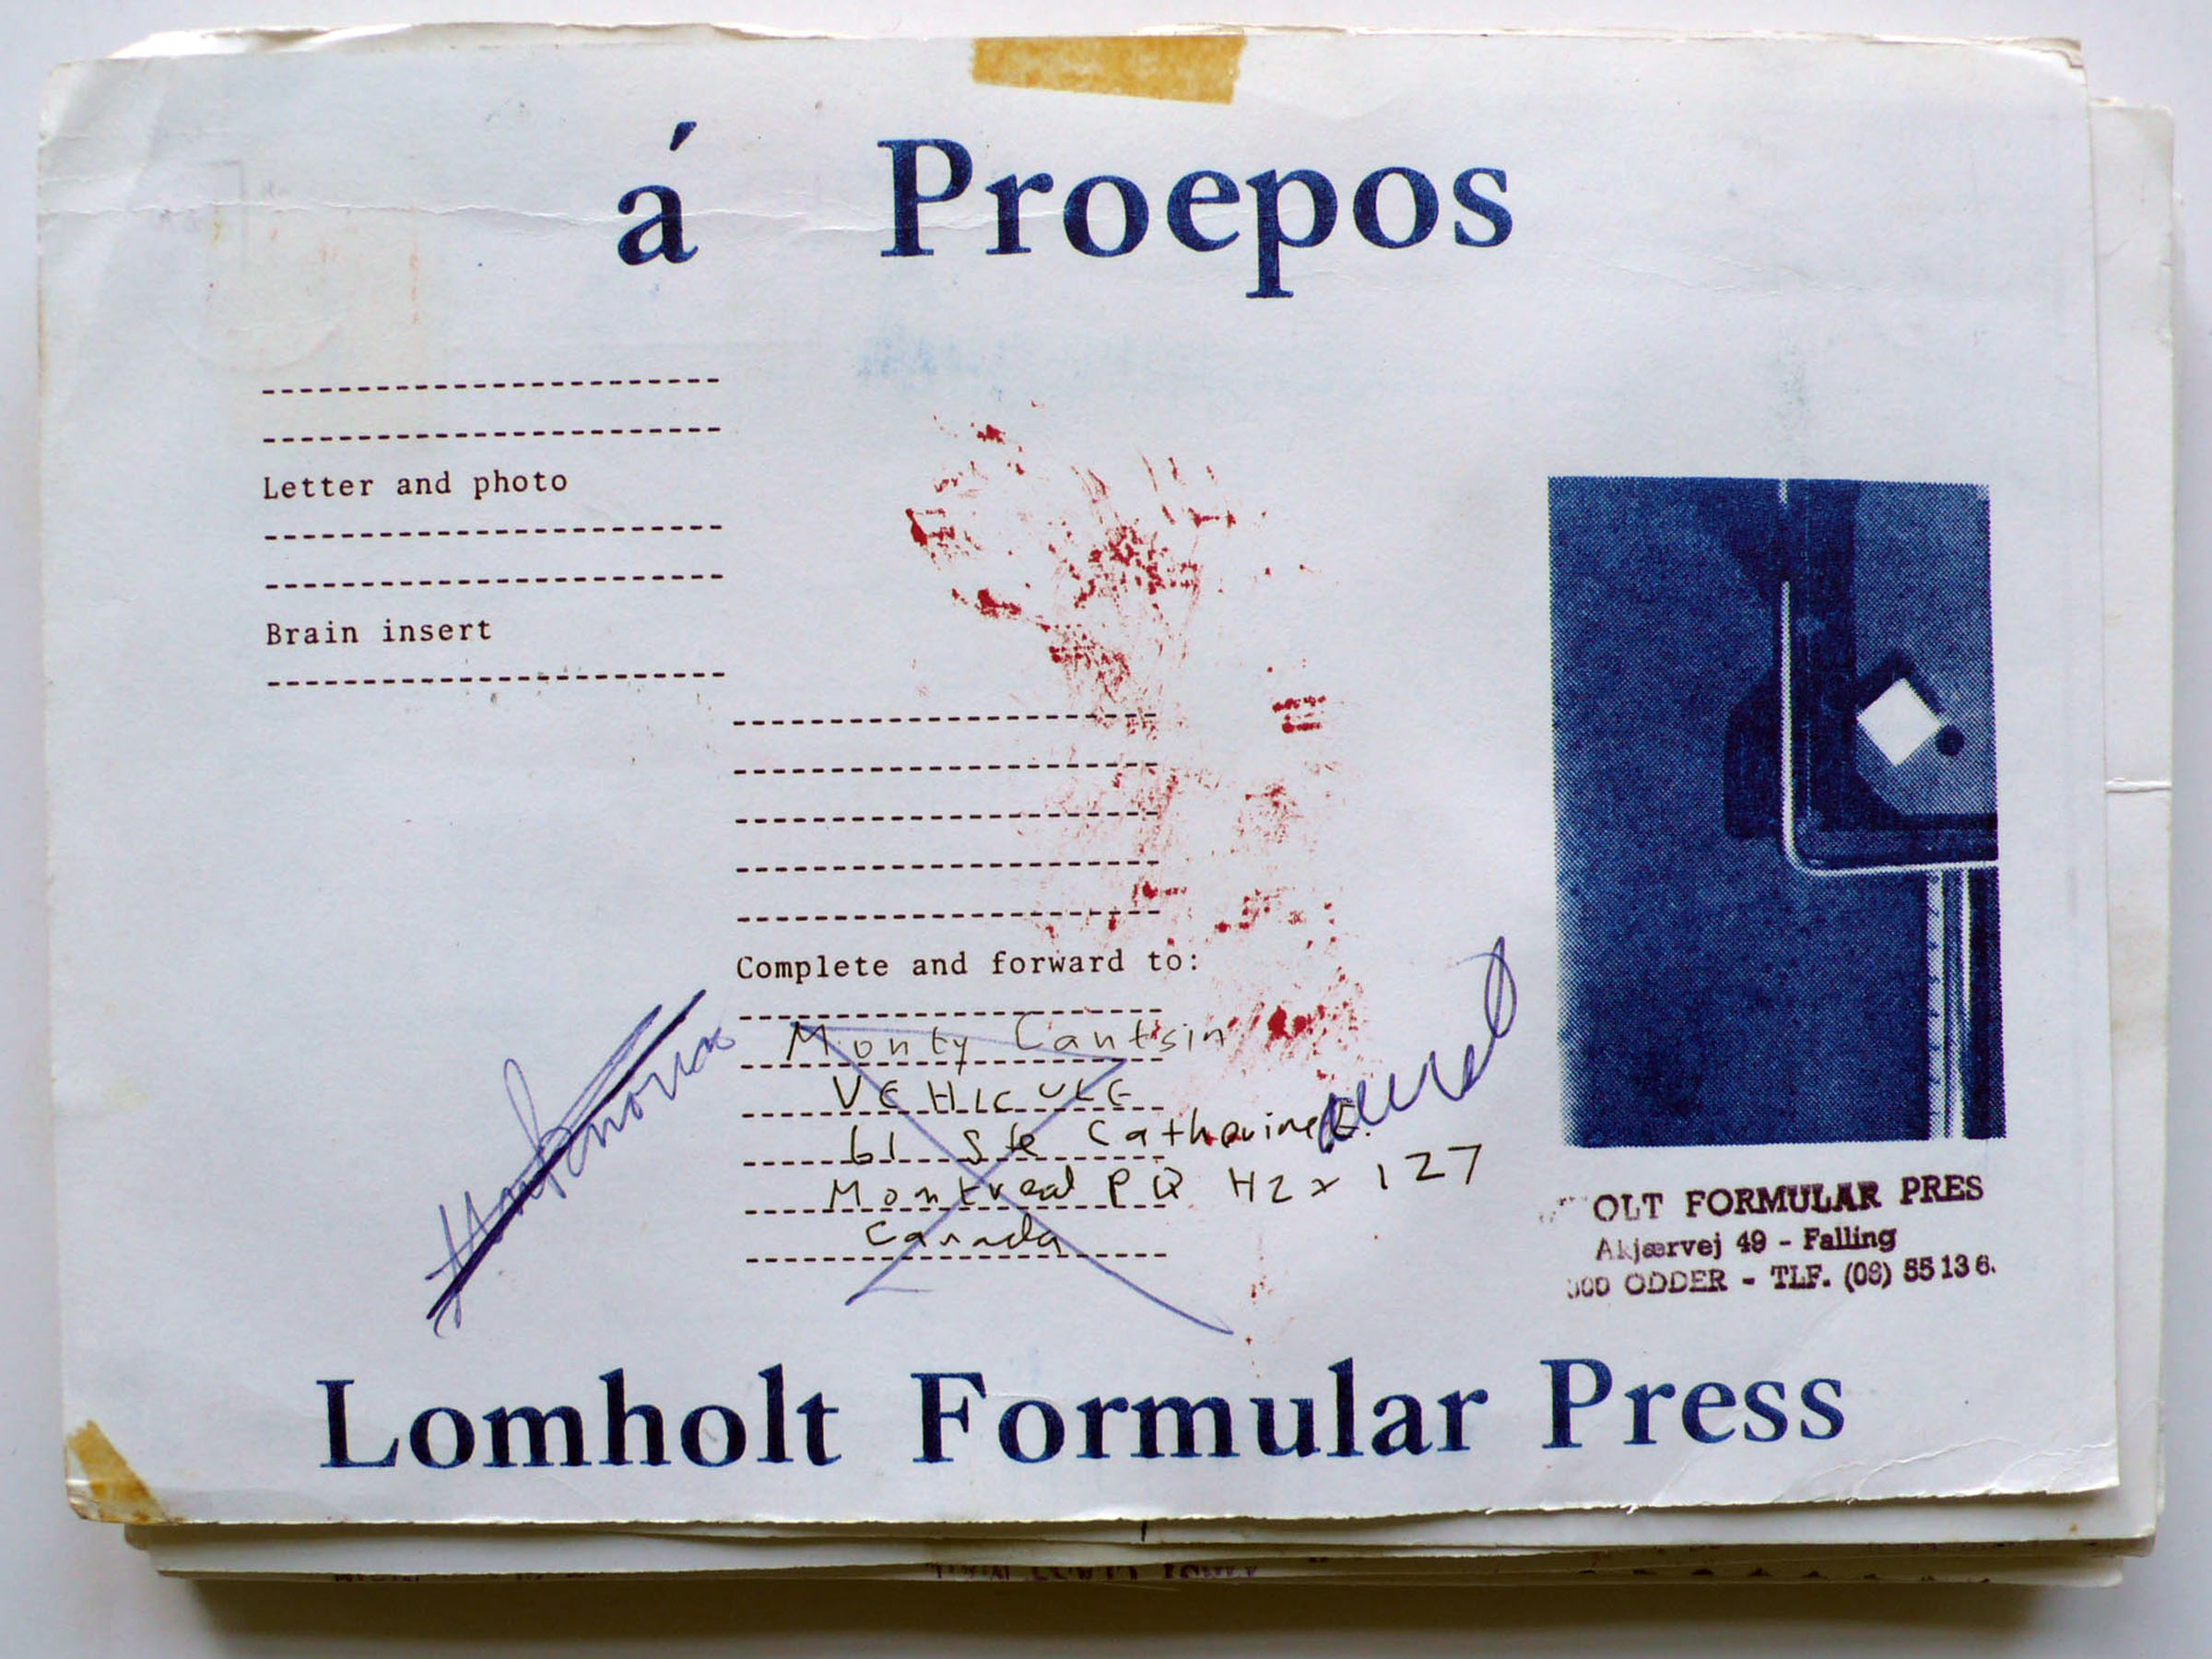 á Proepos
Letter and photo
Brain insert
Complete and forward to:
Monty Cantsin
VEHICULE
61 Ste Catherine
Montreal PQ H2X 1Z7
Canada
OLT FORMULAR PRES
Akjærvej 49 - Falling
ODDER - TLF. (06) 55 13 6
Lomholt Formular Press